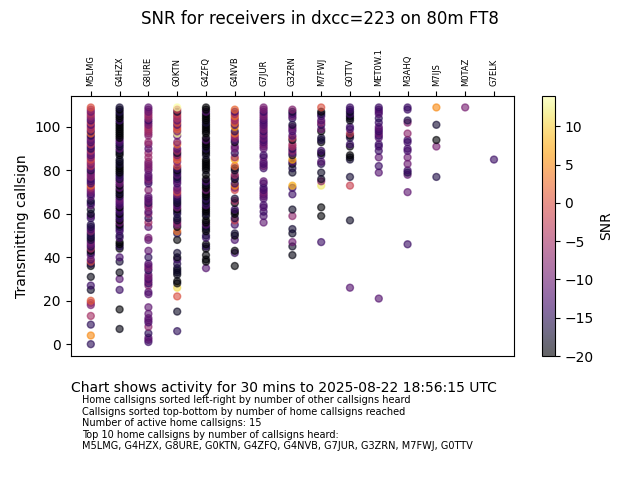 SNR for receivers in dxcc=223 on 80m FT8
M5LMG G4HZX G8URE G0KTN G4ZFQ G4NVB G7JUR G3ZRN M7FWJ G0TTV MET0W.1 M3AHQ M7IJS M0TAZ G7ELK
Transmitting callsign
100
80
60
40
20
0
10
5
0
−5
−10
−15
−20
SNR
Chart shows activity for 30 mins to 2025-08-22 18:56:15 UTC
Home callsigns sorted left-right by number of other callsigns heard
Callsigns sorted top-bottom by number of home callsigns reached
Number of active home callsigns: 15
Top 10 home callsigns by number of callsigns heard:
M5LMG, G4HZX, G8URE, G0KTN, G4ZFQ, G4NVB, G7JUR, G3ZRN, M7FWJ, G0TTV